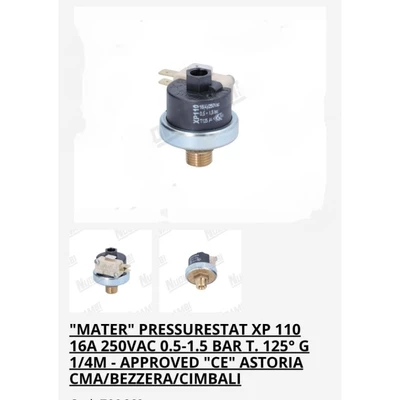 XP110
"MATER" PRESSURESTAT XP 110
16A 250VAC 0.5-1.5 BAR T. 125° G
1/4M - APPROVED "CE" ASTORIA
CMA/BEZZERA/CIMBALI